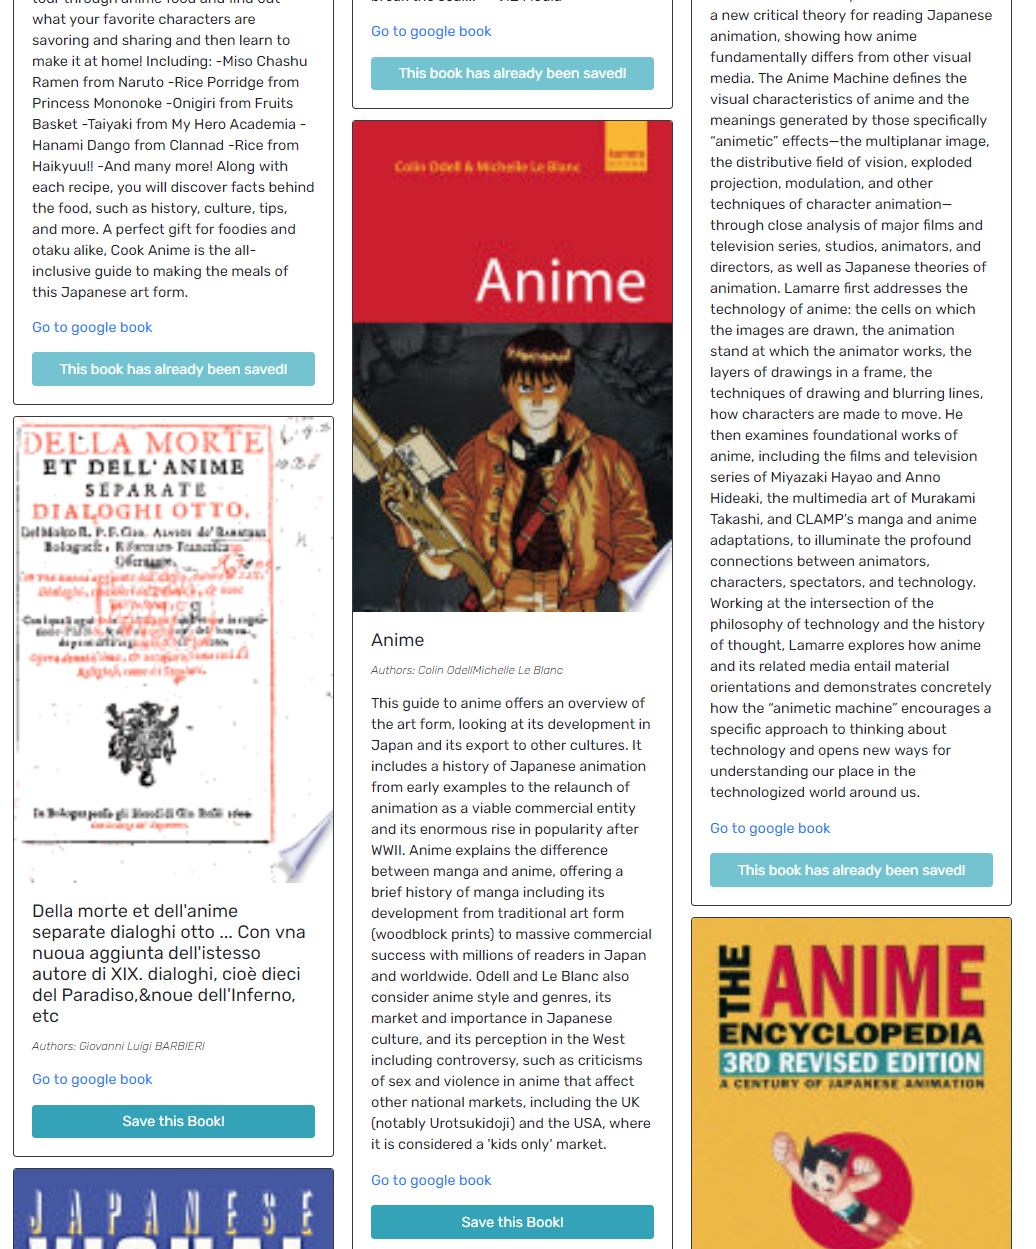 what your favorite characters are
savoring and sharing and then learn to
make it at home! Including: -Miso Chashu
Ramen from Naruto -Rice Porridge from
Princess Mononoke -Onigiri from Fruits
Basket -Taiyaki from My Hero Academia -
Hanami Dango from Clannad -Rice from
Haikyuu!! -And many more! Along with
each recipe, you will discover facts behind
the food, such as history, culture, tips,
and more. A perfect gift for foodies and
otaku alike, Cook Anime is the all-
inclusive guide to making the meals of
this Japanese art form.
Go to google book
This book has already been saved!
DELLA MORTE
ET DELL'ANIME
SEPARATE
DIALOGHI OTTO,
Della morte et dell'anime
separate dialoghi otto ... Con vna
nuoua aggiunta dell'istesso
autore di XIX. dialoghi, cioè dieci
del Paradiso,&noue dell'Inferno,
etc
Authors: Giovanni Luigi BARBIERI
Go to google book
Save this Book!
JAPANESE
Go to google book
This book has already been saved!
Colin Odell & Michelle Le Blanc
Anime
Anime
Authors: Colin OdellMichelle Le Blanc
This guide to anime offers an overview of
the art form, looking at its development in
Japan and its export to other cultures. It
includes a history of Japanese animation
from early examples to the relaunch of
animation as a viable commercial entity
and its enormous rise in popularity after
WWII. Anime explains the difference
between manga and anime, offering a
brief history of manga including its
development from traditional art form
(woodblock prints) to massive commercial
success with millions of readers in Japan
and worldwide. Odell and Le Blanc also
consider anime style and genres, its
market and importance in Japanese
culture, and its perception in the West
including controversy, such as criticisms
of sex and violence in anime that affect
other national markets, including the UK
(notably Urotsukidoji) and the USA, where
it is considered a 'kids only' market.
Go to google book
Save this Book!
a new critical theory for reading Japanese
animation, showing how anime
fundamentally differs from other visual
media. The Anime Machine defines the
visual characteristics of anime and the
meanings generated by those specifically
“animetic” effects—the multiplanar image,
the distributive field of vision, exploded
projection, modulation, and other
techniques of character animation—
through close analysis of major films and
television series, studios, animators, and
directors, as well as Japanese theories of
animation. Lamarre first addresses the
technology of anime: the cells on which
the images are drawn, the animation
stand at which the animator works, the
layers of drawings in a frame, the
techniques of drawing and blurring lines,
how characters are made to move. He
then examines foundational works of
anime, including the films and television
series of Miyazaki Hayao and Anno
Hideaki, the multimedia art of Murakami
Takashi, and CLAMP’s manga and anime
adaptations, to illuminate the profound
connections between animators,
characters, spectators, and technology.
Working at the intersection of the
philosophy of technology and the history
of thought, Lamarre explores how anime
and its related media entail material
orientations and demonstrates concretely
how the “animetic machine” encourages a
specific approach to thinking about
technology and opens new ways for
understanding our place in the
technologized world around us.
Go to google book
This book has already been saved!
THE ANIME
ENCYCLOPEDIA
3RD REVISED EDITION
A CENTURY OF JAPANESE ANIMATION